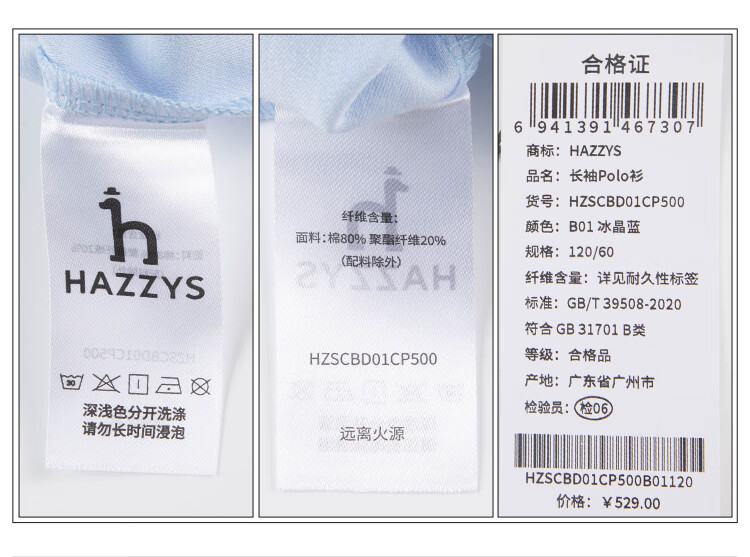 HAZZYS
30
深浅色分开洗涤
请勿长时间浸泡
纤维含量:
面料:棉80% 聚酯纤维20%
(配料除外)
HZSCBD01CP500
远离火源
合格证
6 941391 467307
商标: HAZZYS
品名: 长袖Polo衫
货号: HZSCBD01CP500
颜色: B01 冰晶蓝
规格: 120/60
纤维含量: 详见耐久性标签
标准: GB/T 39508-2020
符合 GB 31701 B类
等级: 合格品
产地: 广东省广州市
检验员: 检06
HZSCBD01CP500B01120
价格: ¥529.00